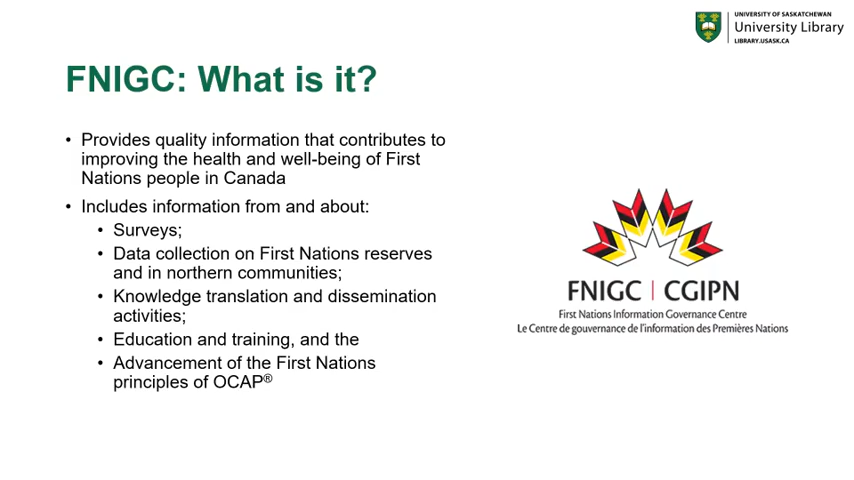 UNIVERSITY OF SASKATCHEWAN
University Library
LIBRARY.USASK.CA
FNIGC: What is it?
• Provides quality information that contributes to
improving the health and well-being of First
Nations people in Canada
• Includes information from and about:
• Surveys;
• Data collection on First Nations reserves
and in northern communities;
• Knowledge translation and dissemination
activities;
• Education and training, and the
• Advancement of the First Nations
principles of OCAP®
FNIGC | CGIPN
First Nations Information Governance Centre
Le Centre de gouvernance de l'information des Premières Nations